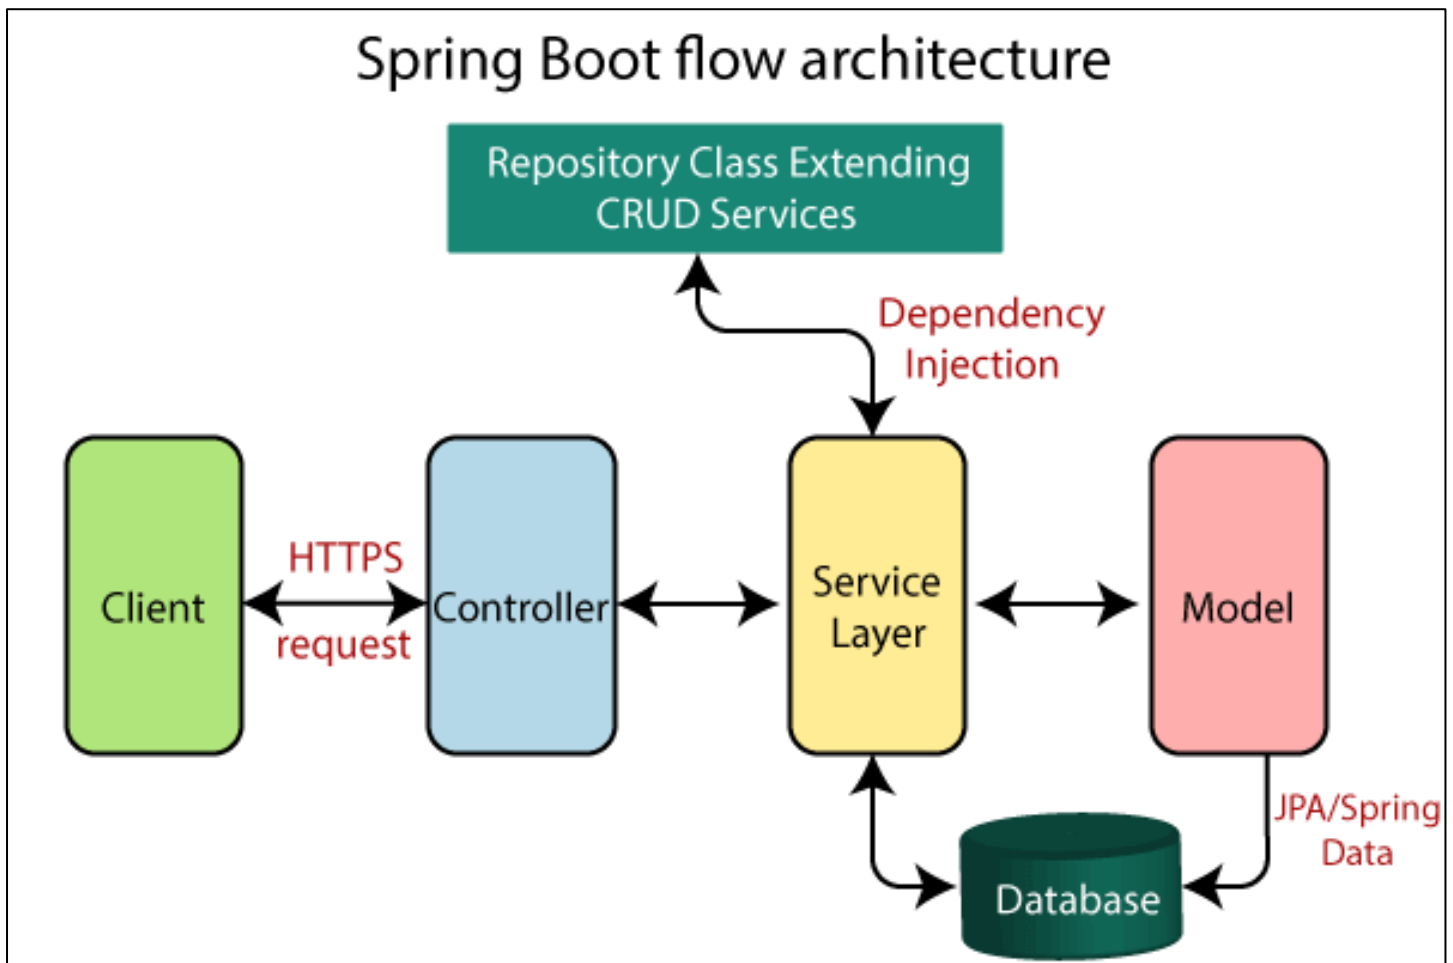 Spring Boot flow architecture
Repository Class Extending
CRUD Services
Dependency
Injection
Client
HTTPS
request
Controller
Service
Layer
Model
JPA/Spring
Data
Database